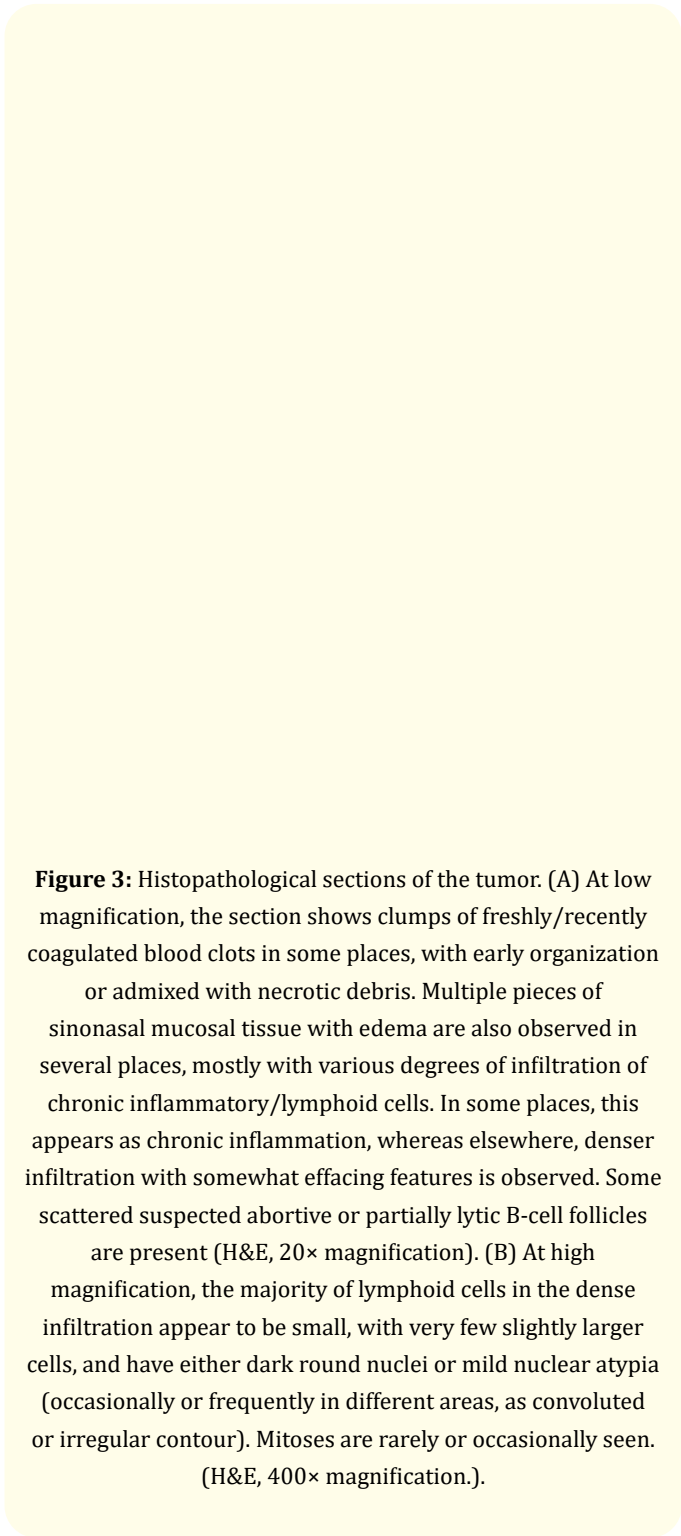 Figure 3: Histopathological sections of the tumor. (A) At low
magnification, the section shows clumps of freshly/recently
coagulated blood clots in some places, with early organization
or admixed with necrotic debris. Multiple pieces of
sinonasal mucosal tissue with edema are also observed in
several places, mostly with various degrees of infiltration of
chronic inflammatory/lymphoid cells. In some places, this
appears as chronic inflammation, whereas elsewhere, denser
infiltration with somewhat effacing features is observed. Some
scattered suspected abortive or partially lytic B-cell follicles
are present (H&E, 20× magnification). (B) At high
magnification, the majority of lymphoid cells in the dense
infiltration appear to be small, with very few slightly larger
cells, and have either dark round nuclei or mild nuclear atypia
(occasionally or frequently in different areas, as convoluted
or irregular contour). Mitoses are rarely or occasionally seen.
(H&E, 400× magnification.).